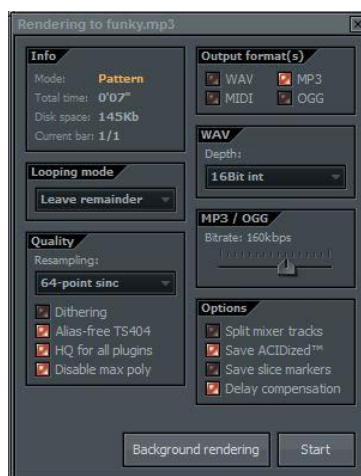 Rendering to funky.mp3
Info
Mode: Pattern
Total time: 0'07"
Disk space: 145Kb
Current bar: 1/1
Looping mode
Leave remainder
Quality
Resampling:
64-point sinc
Dithering
Alias-free TS404
HQ for all plugins
Disable max poly
Output format(s)
WAV MP3
MIDI OGG
WAV
Depth:
16Bit int
MP3 / OGG
Bitrate: 160kbps
Options
Split mixer tracks
Save ACIDized™
Save slice markers
Delay compensation
Background rendering
Start